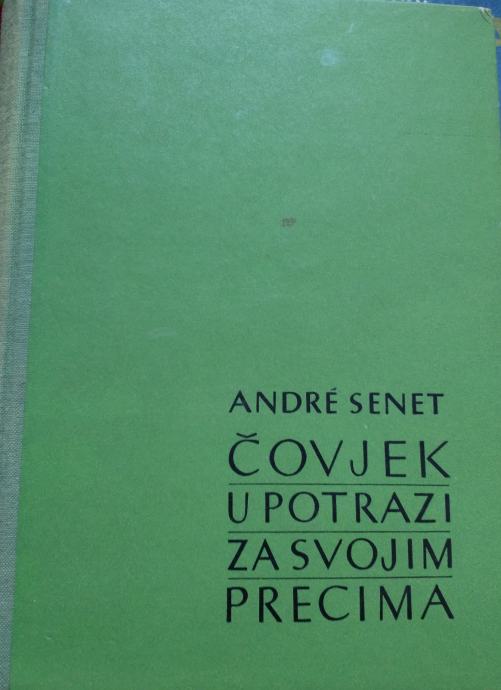 ANDRÉ SENET
ČOVJEK
U POTRAZI
ZA SVOJIM
PRECIMA